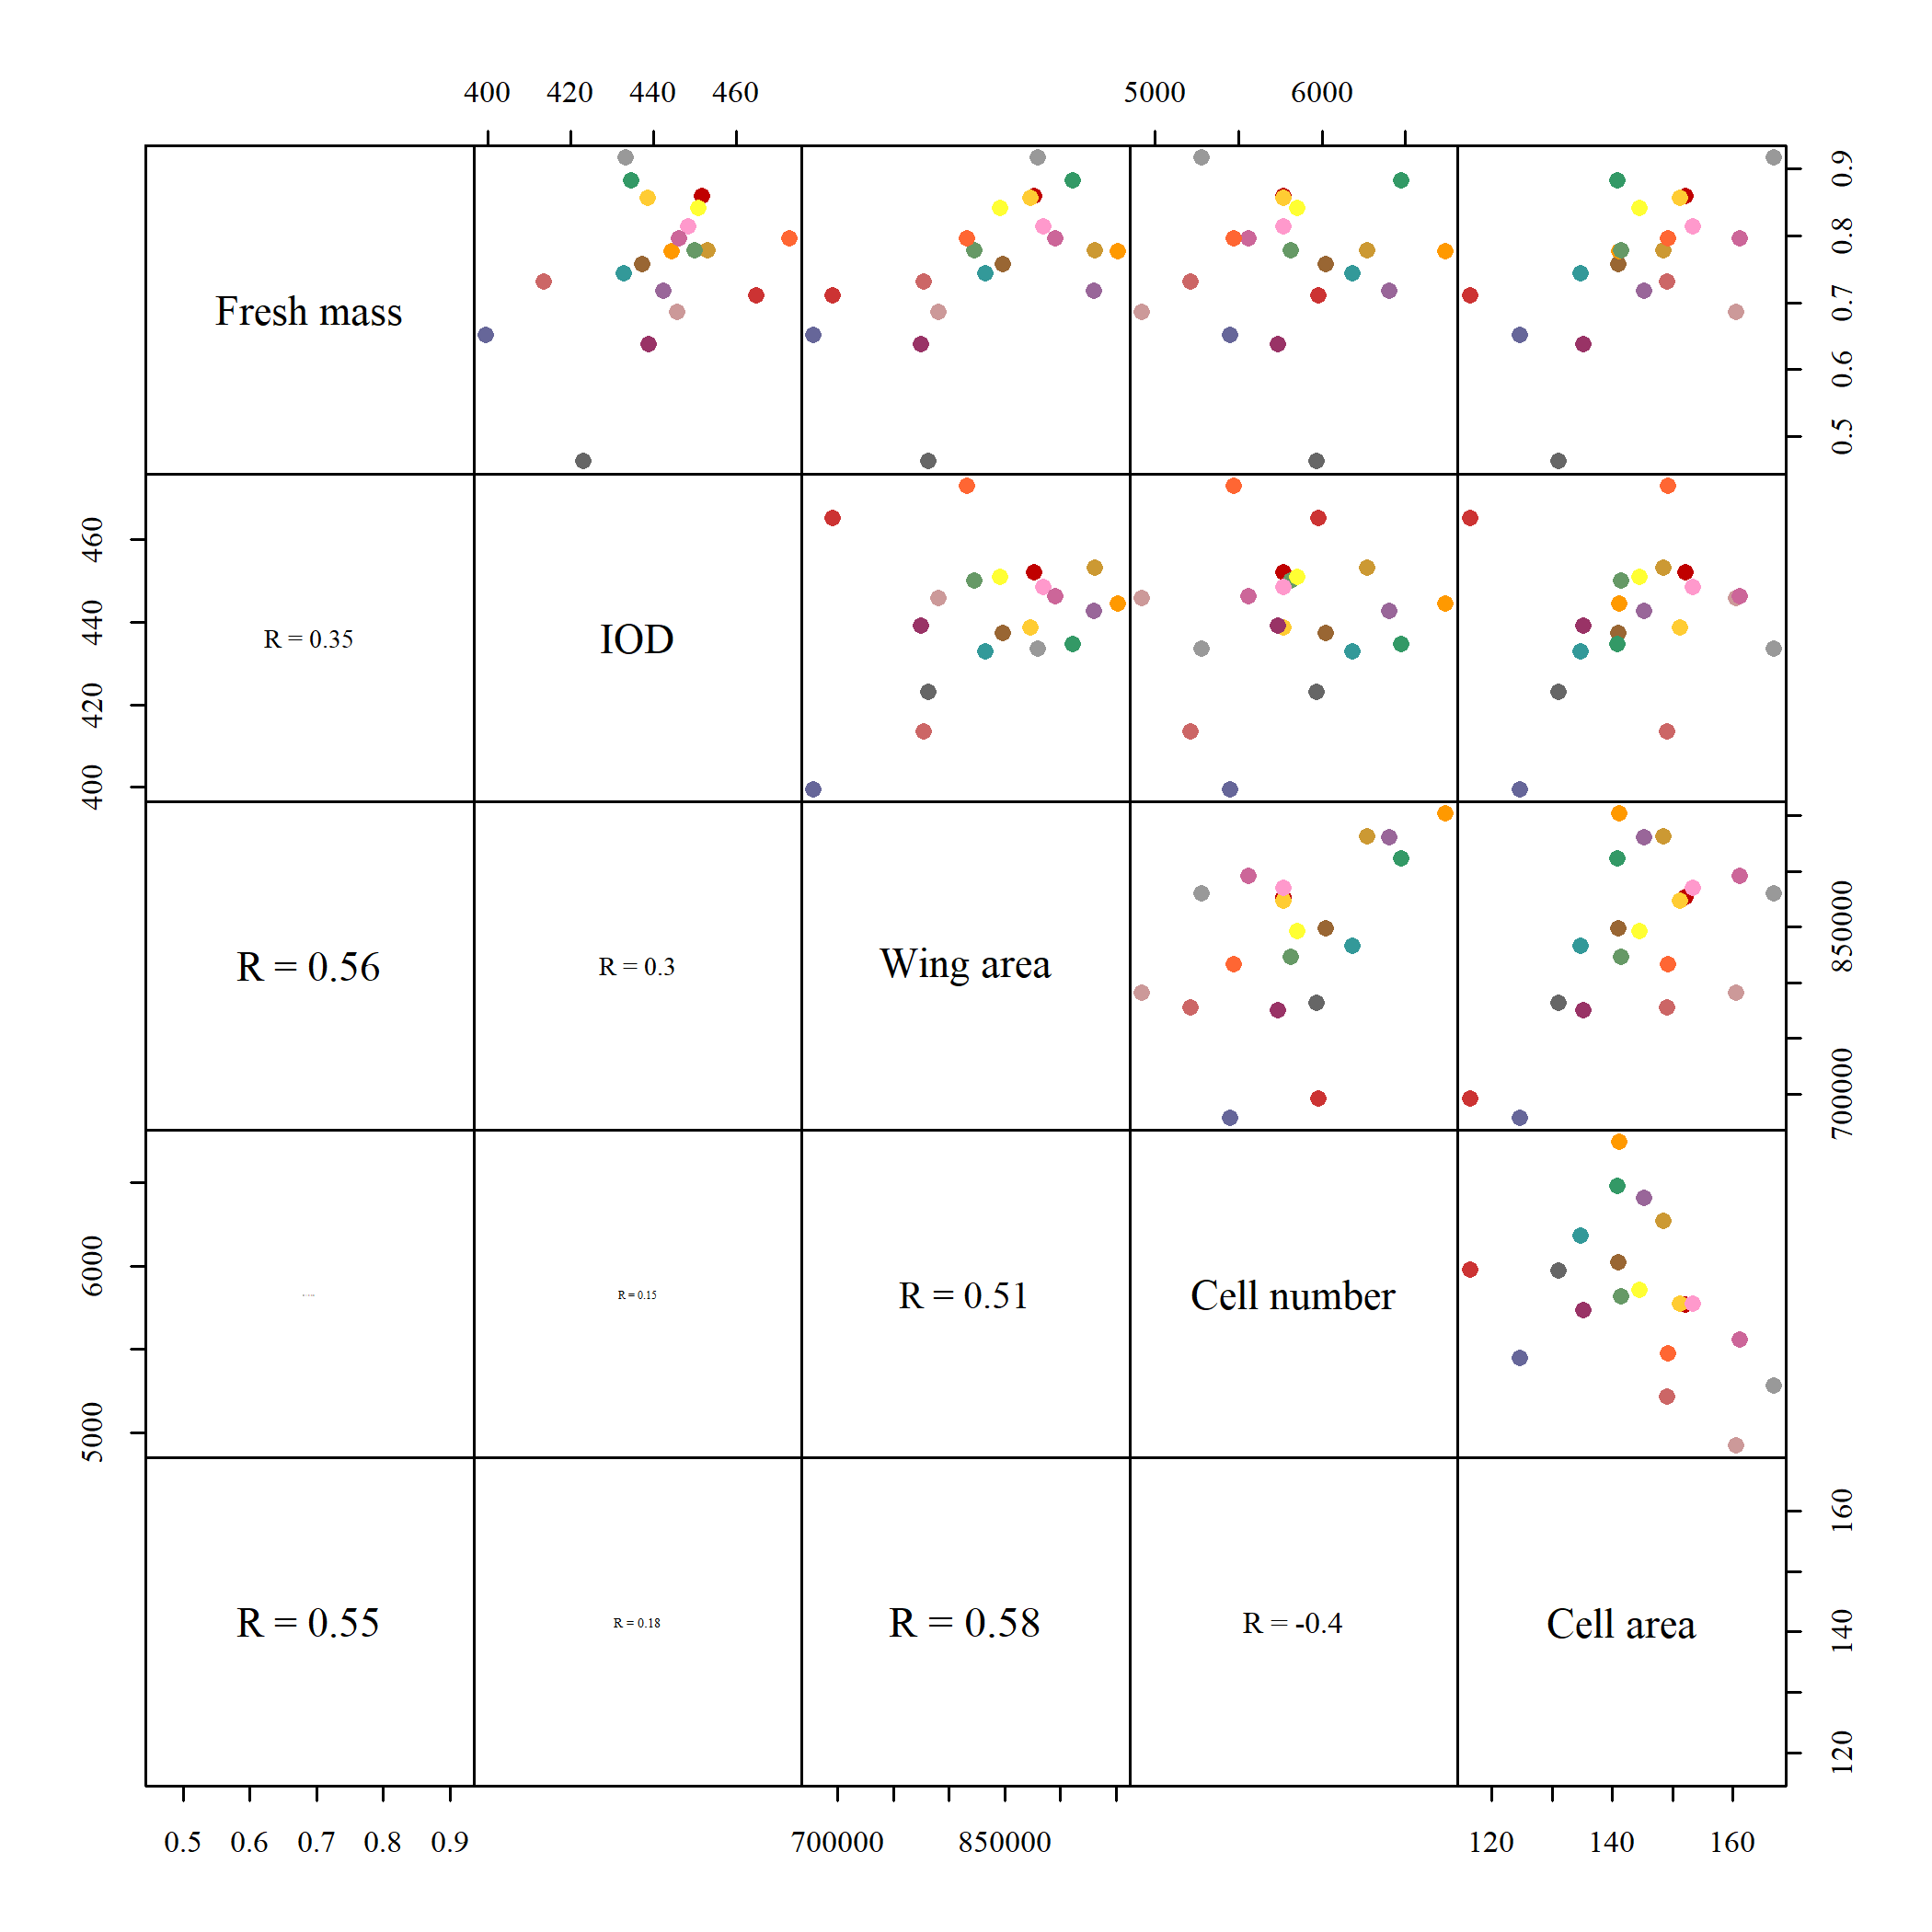 400 420 440 460 5000 6000
Fresh mass
0.5 0.6 0.7 0.8 0.9
400 420 440 460
R = 0.35
IOD
R = 0.56
R = 0.3
Wing area
700000 850000
5000 6000
R = 0.15
R = 0.51
Cell number
R = 0.55
R = 0.18
R = 0.58
R = -0.4
Cell area
120 140 160
0.5 0.6 0.7 0.8 0.9 700000 850000 120 140 160